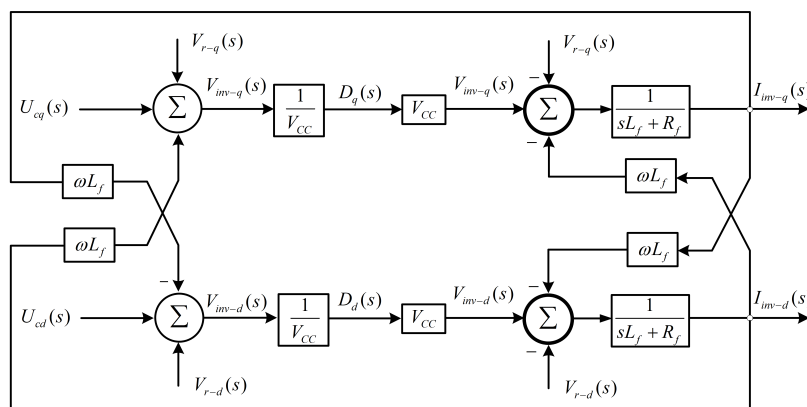 V_{r-q}(s)
V_{r-q}(s)
U_{cq}(s)
Σ
V_{inv-q}(s)
1/V_{CC}
D_q(s)
V_{CC}
V_{inv-q}(s)
−
Σ
−
1/(sL_f + R_f)
I_{inv-q}(s)
ωL_f
ωL_f
ωL_f
ωL_f
−
−
U_{cd}(s)
Σ
V_{inv-d}(s)
1/V_{CC}
D_d(s)
V_{CC}
V_{inv-d}(s)
Σ
−
1/(sL_f + R_f)
I_{inv-d}(s)
V_{r-d}(s)
V_{r-d}(s)